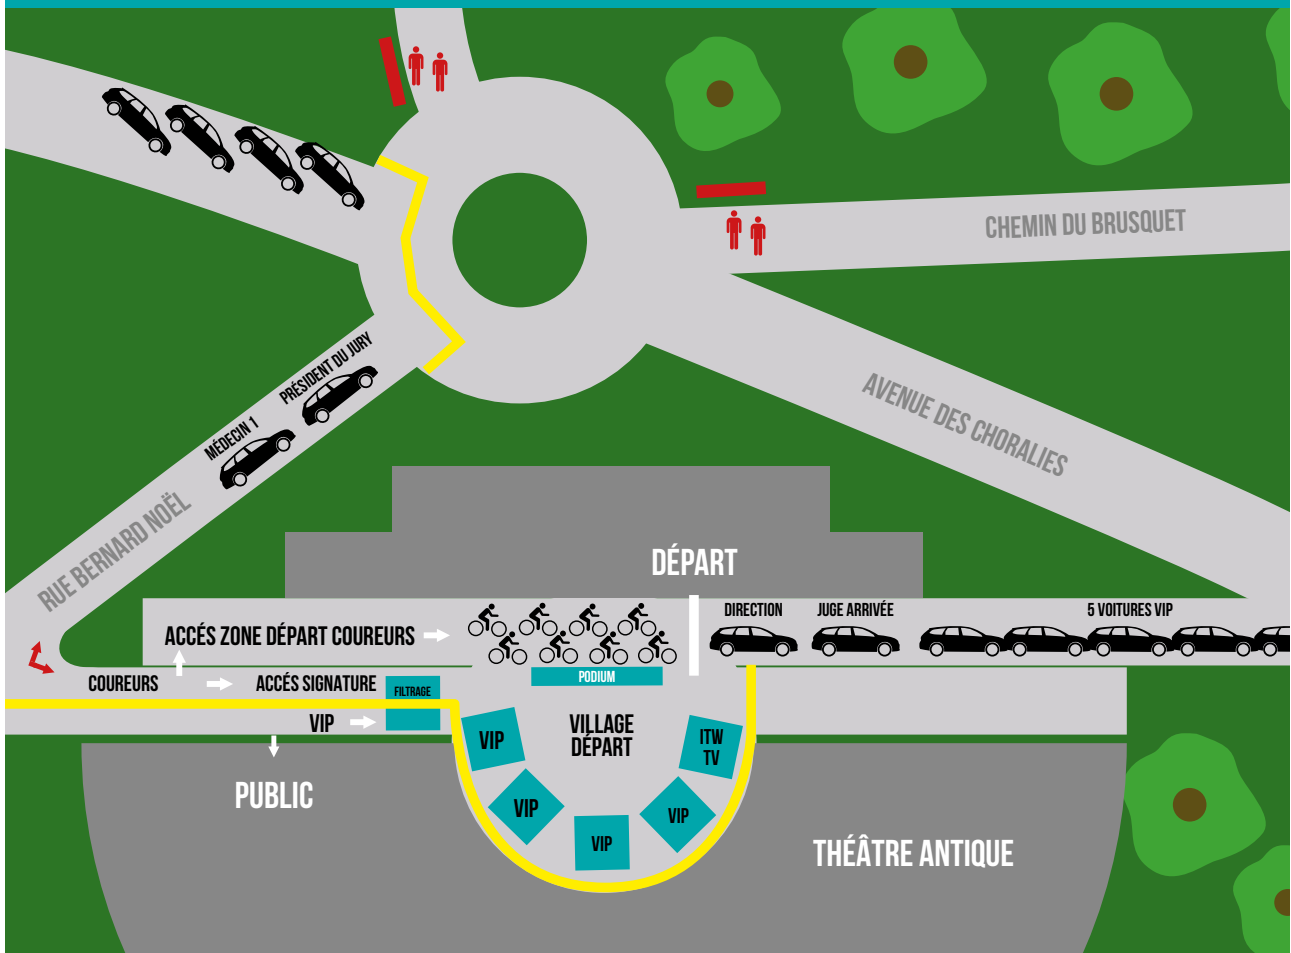 CHEMIN DU BRUSQUET
PRÉSIDENT DU JURY
MÉDECIN 1
AVENUE DES CHORALIES
RUE BERNARD NOËL
DÉPART
DIRECTION
JUGE ARRIVÉE
5 VOITURES VIP
ACCÉS ZONE DÉPART COUREURS
COUREURS
ACCÉS SIGNATURE
FILTRAGE
PODIUM
VIP
VILLAGE
DÉPART
VIP
ITW
TV
PUBLIC
VIP
VIP
VIP
THÉÂTRE ANTIQUE